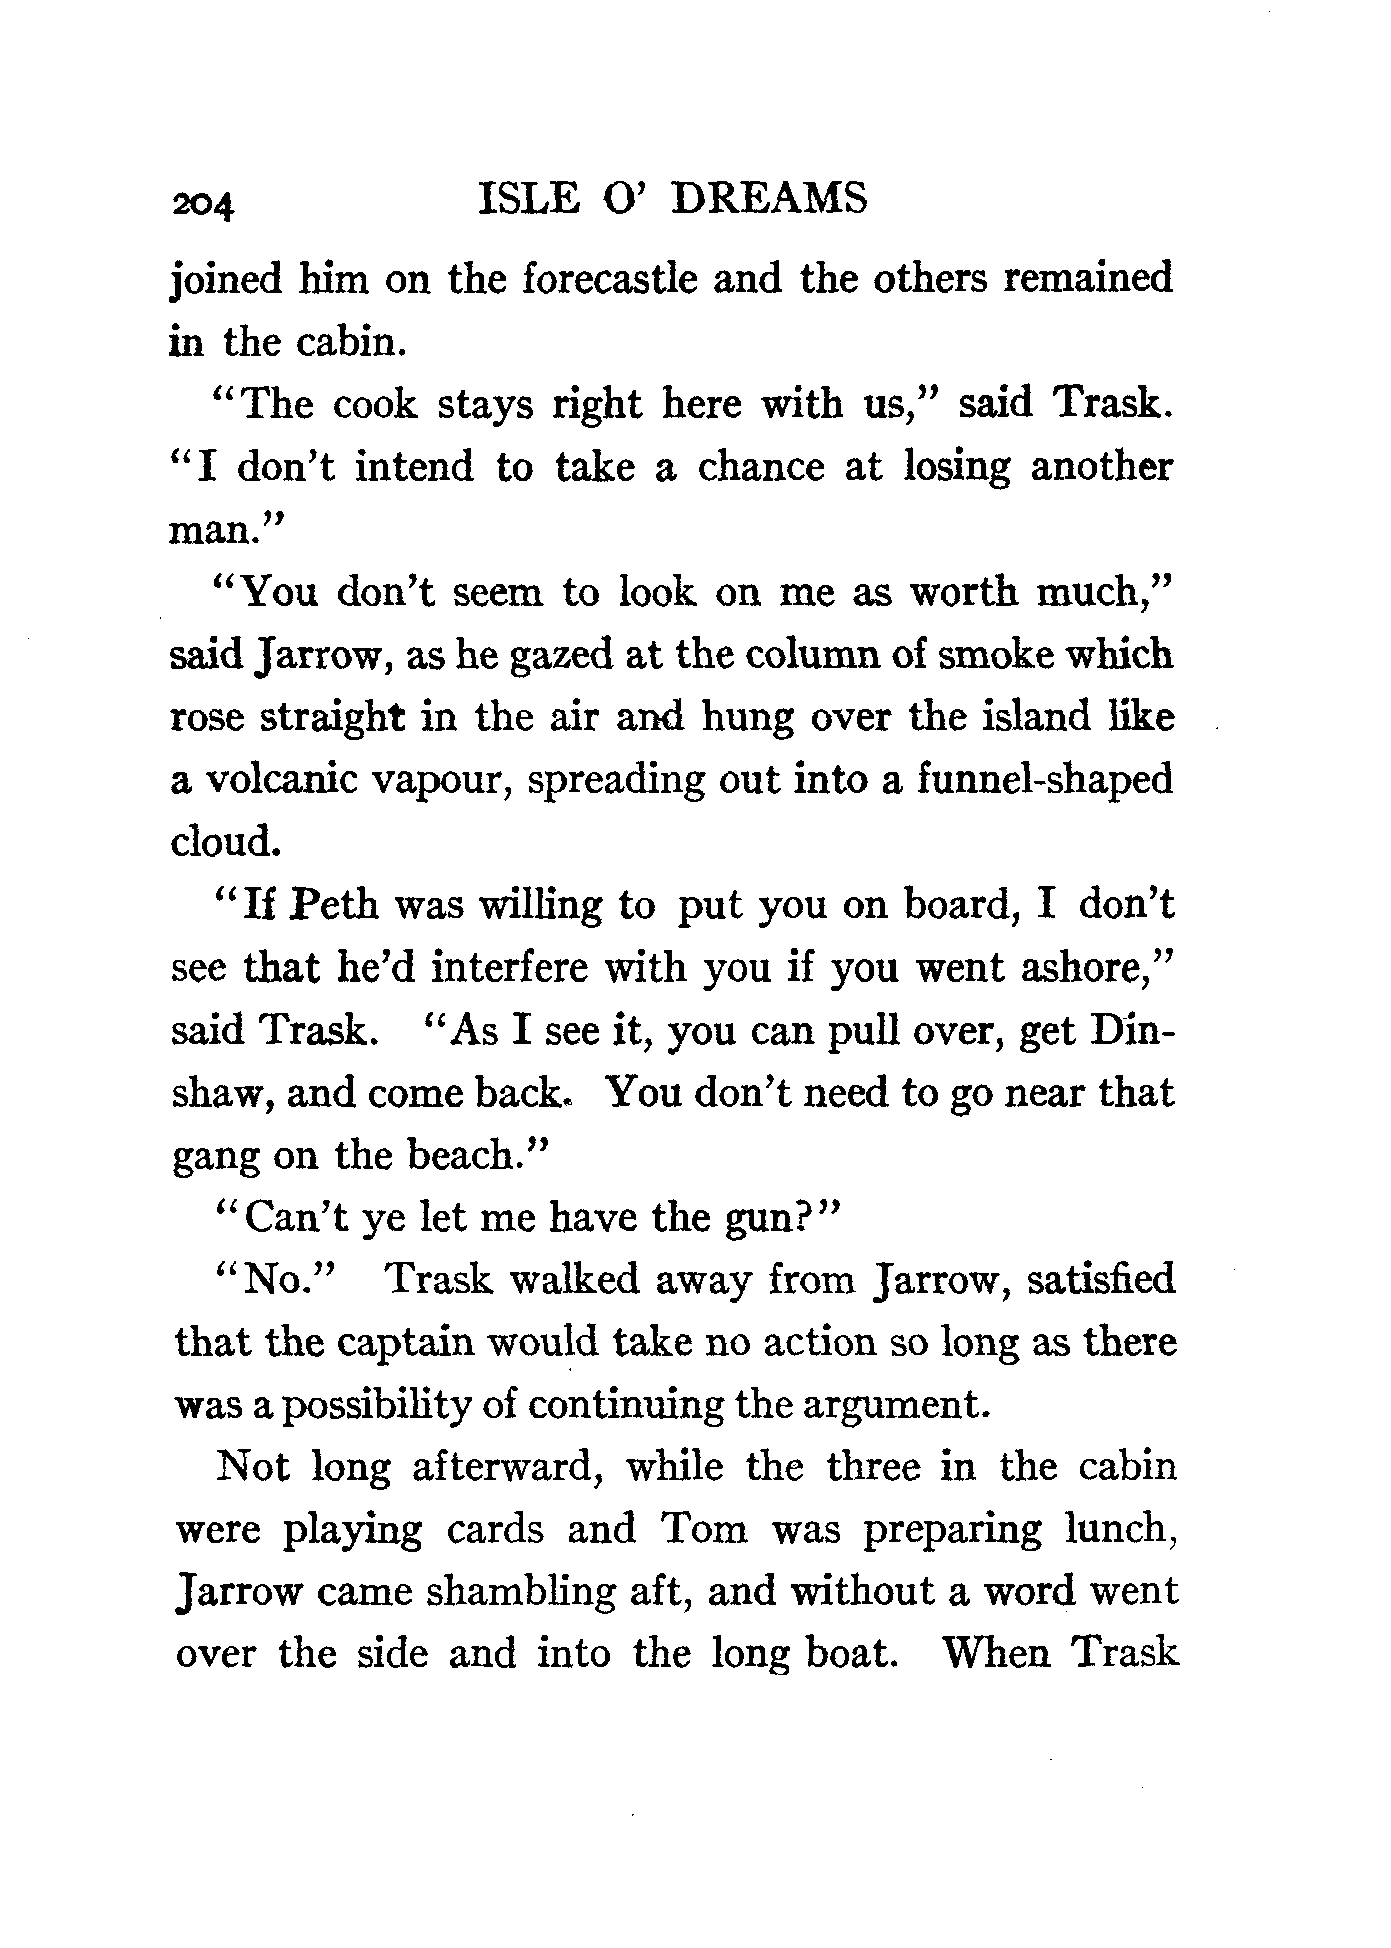 204 ISLE O' DREAMS
joined him on the forecastle and the others remained
in the cabin.
"The cook stays right here with us," said Trask.
"I don't intend to take a chance at losing another
man."
"You don't seem to look on me as worth much,"
said Jarrow, as he gazed at the column of smoke which
rose straight in the air and hung over the island like
a volcanic vapour, spreading out into a funnel-shaped
cloud.
"If Peth was willing to put you on board, I don't
see that he'd interfere with you if you went ashore,"
said Trask. "As I see it, you can pull over, get Din-
shaw, and come back. You don't need to go near that
gang on the beach."
"Can't ye let me have the gun?"
"No." Trask walked away from Jarrow, satisfied
that the captain would take no action so long as there
was a possibility of continuing the argument.
Not long afterward, while the three in the cabin
were playing cards and Tom was preparing lunch,
Jarrow came shambling aft, and without a word went
over the side and into the long boat. When Trask